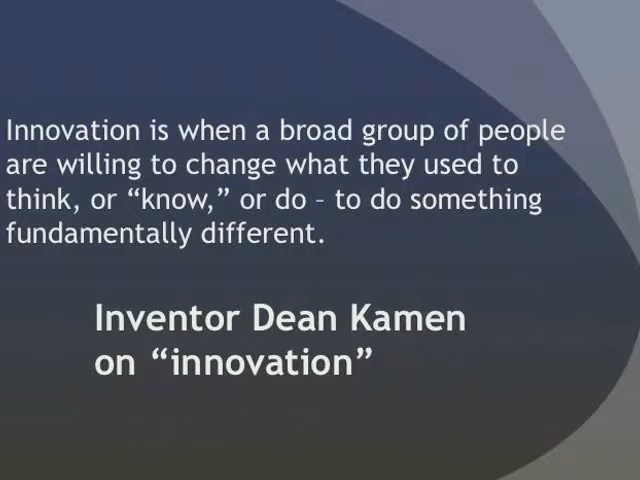 Innovation is when a broad group of people
are willing to change what they used to
think, or “know,” or do – to do something
fundamentally different.
Inventor Dean Kamen
on “innovation”